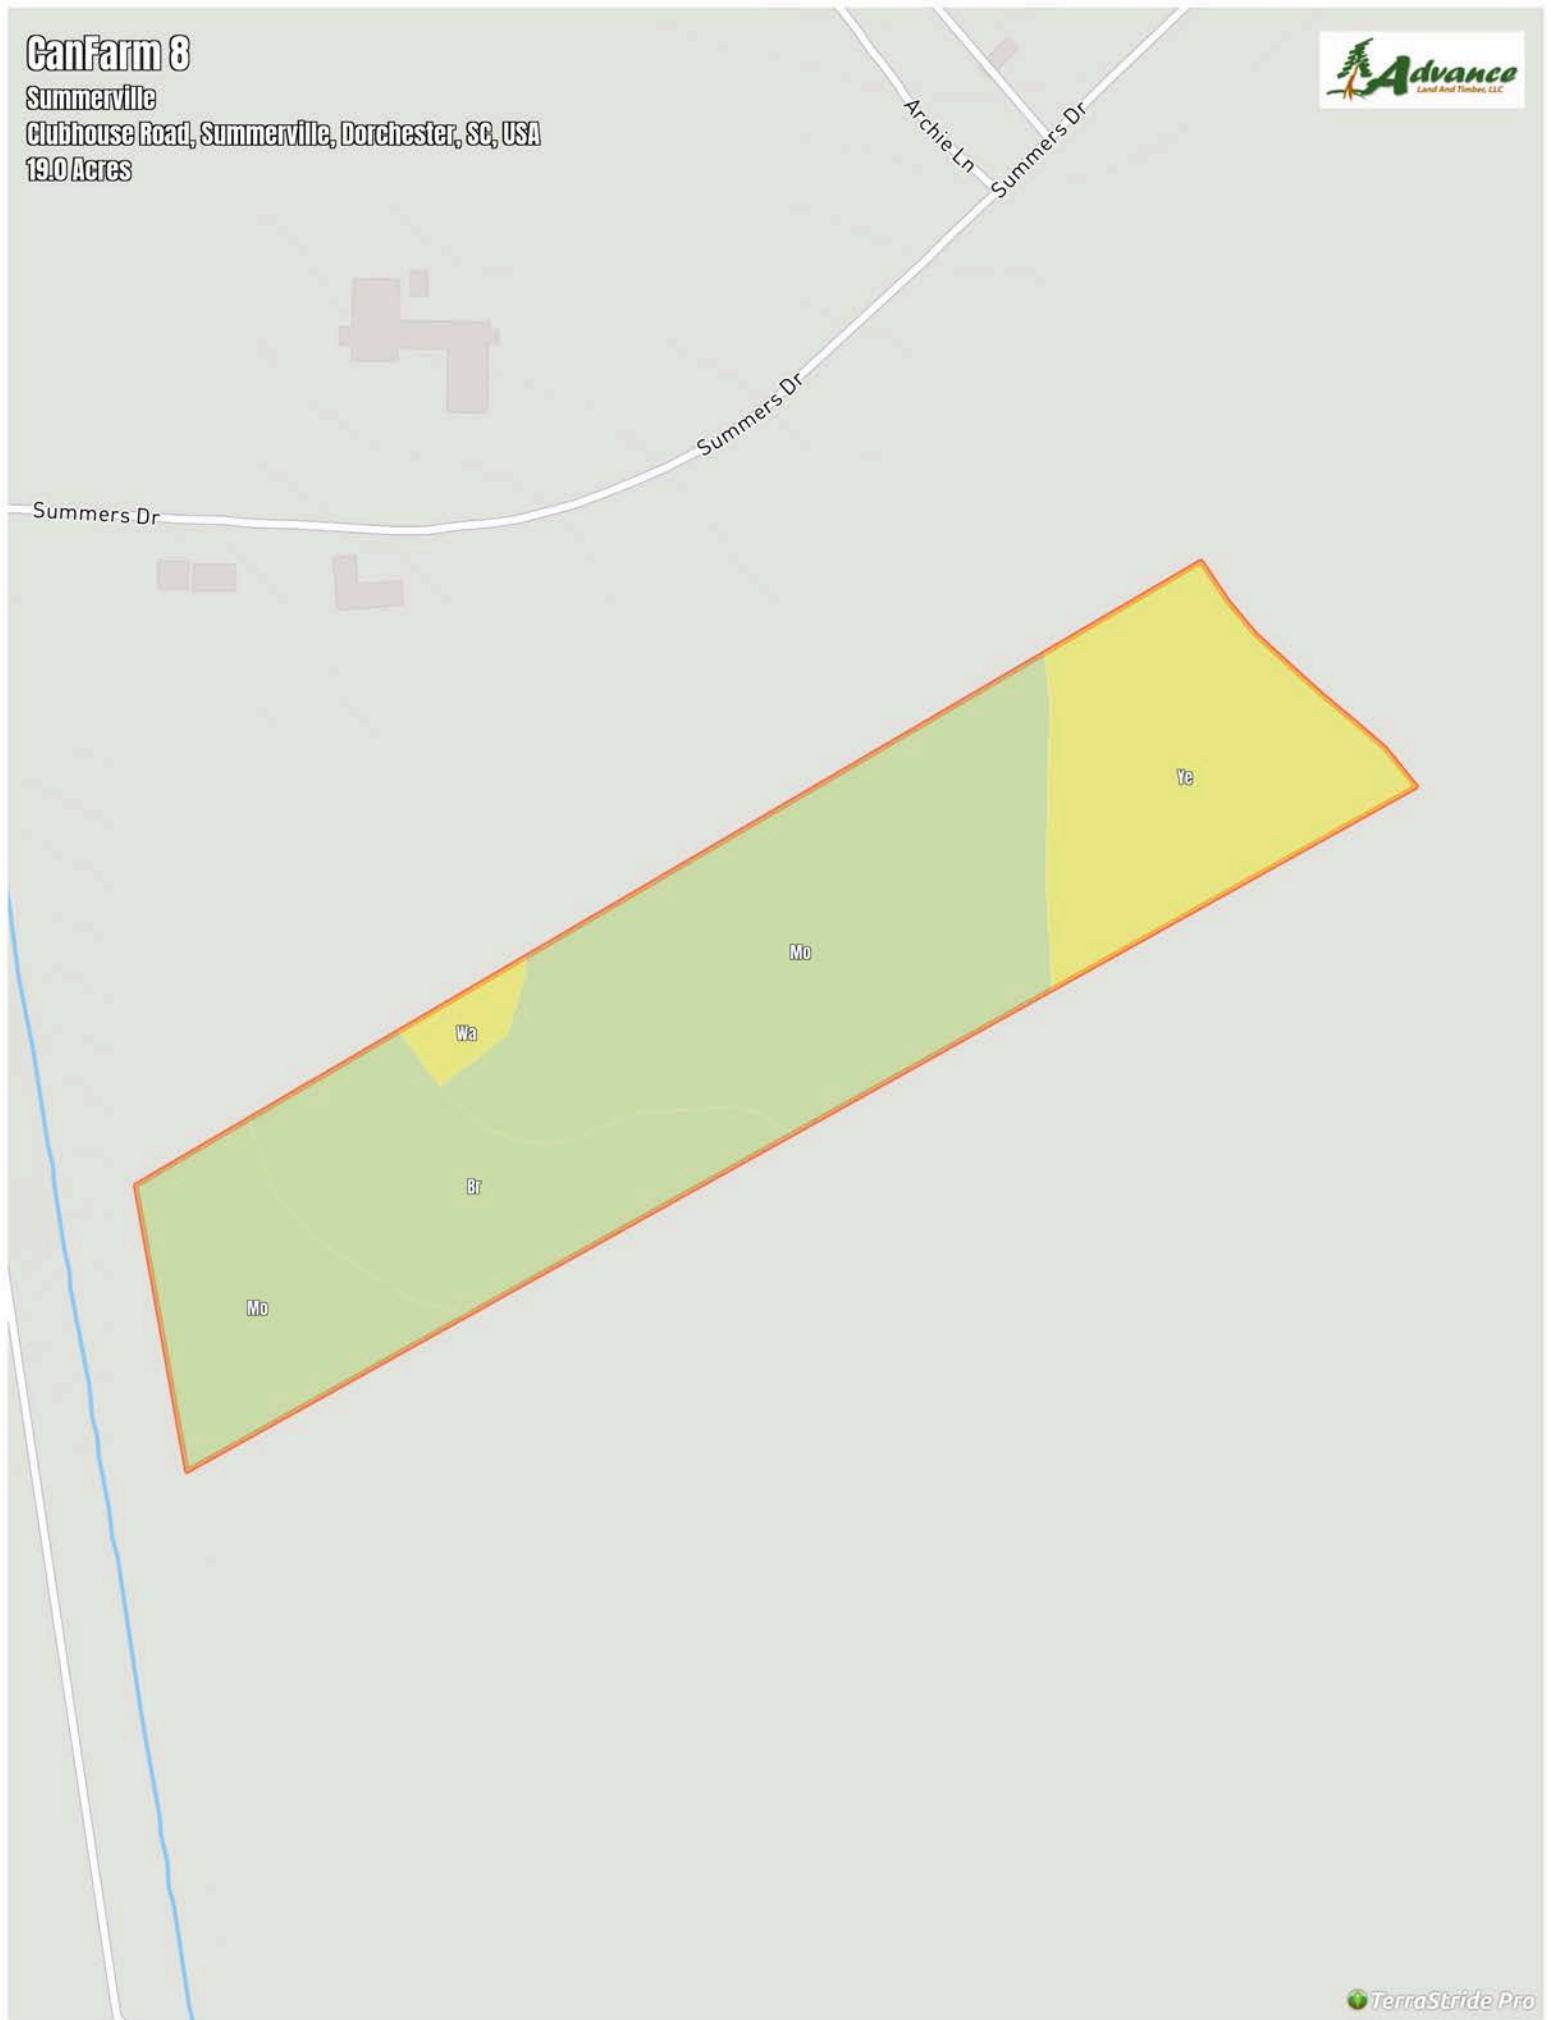 CanFarm 8
Summerville
Clubhouse Road, Summerville, Dorchester, SC, USA
19.0 Acres
Advance
Land And Timber, LLC
Archie Ln
Summers Dr
Summers Dr
Summers Dr
Ye
Mo
Wa
Br
Mo
TerraStride Pro